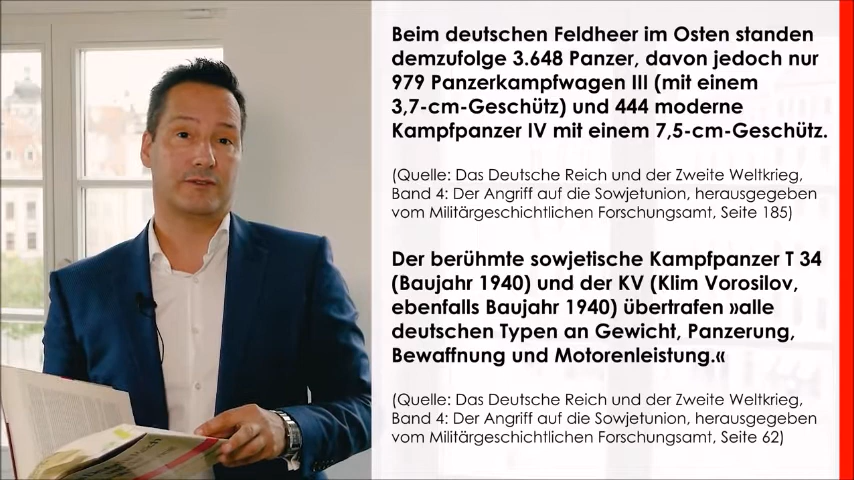 Beim deutschen Feldheer im Osten standen
demzufolge 3.648 Panzer, davon jedoch nur
979 Panzerkampfwagen III (mit einem
3,7-cm-Geschütz) und 444 moderne
Kampfpanzer IV mit einem 7,5-cm-Geschütz.
(Quelle: Das Deutsche Reich und der Zweite Weltkrieg,
Band 4: Der Angriff auf die Sowjetunion, herausgegeben
vom Militärgeschichtlichen Forschungsamt, Seite 185)
Der berühmte sowjetische Kampfpanzer T 34
(Baujahr 1940) und der KV (Klim Vorosilov,
ebenfalls Baujahr 1940) übertrafen »alle
deutschen Typen an Gewicht, Panzerung,
Bewaffnung und Motorenleistung.«
(Quelle: Das Deutsche Reich und der Zweite Weltkrieg,
Band 4: Der Angriff auf die Sowjetunion, herausgegeben
vom Militärgeschichtlichen Forschungsamt, Seite 62)